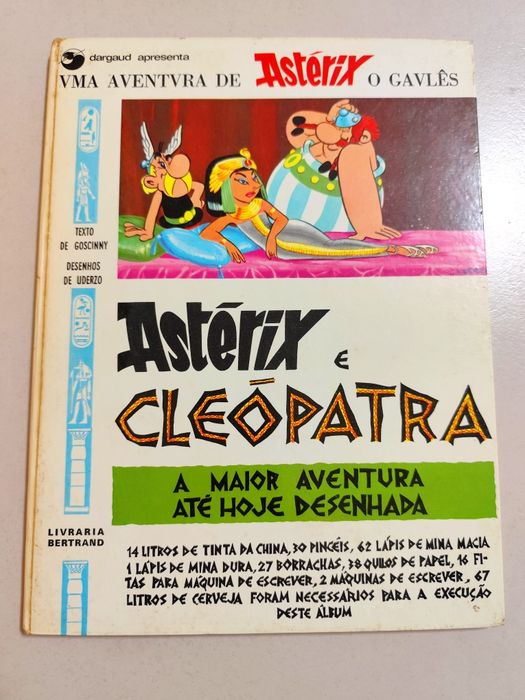 dargaud apresenta
VMA AVENTVRA DE Astérix O GAVLÊS
TEXTO
DE GOSCINNY
DESENHOS
DE UDERZO
Astérix E
CLEÓPATRA
A MAIOR AVENTURA
ATÉ HOJE DESENHADA
LIVRARIA
BERTRAND
14 LITROS DE TINTA DA CHINA, 30 PINCÉIS, 62 LÁPIS DE MINA MACIA
1 LÁPIS DE MINA DURA, 27 BORRACHAS, 38 QUILOS DE PAPEL, 16 FI-
TAS PARA MÁQUINA DE ESCREVER, 2 MÁQUINAS DE ESCREVER, 67
LITROS DE CERVEJA FORAM NECESSÁRIOS PARA A EXECUÇÃO
DESTE ÁLBUM